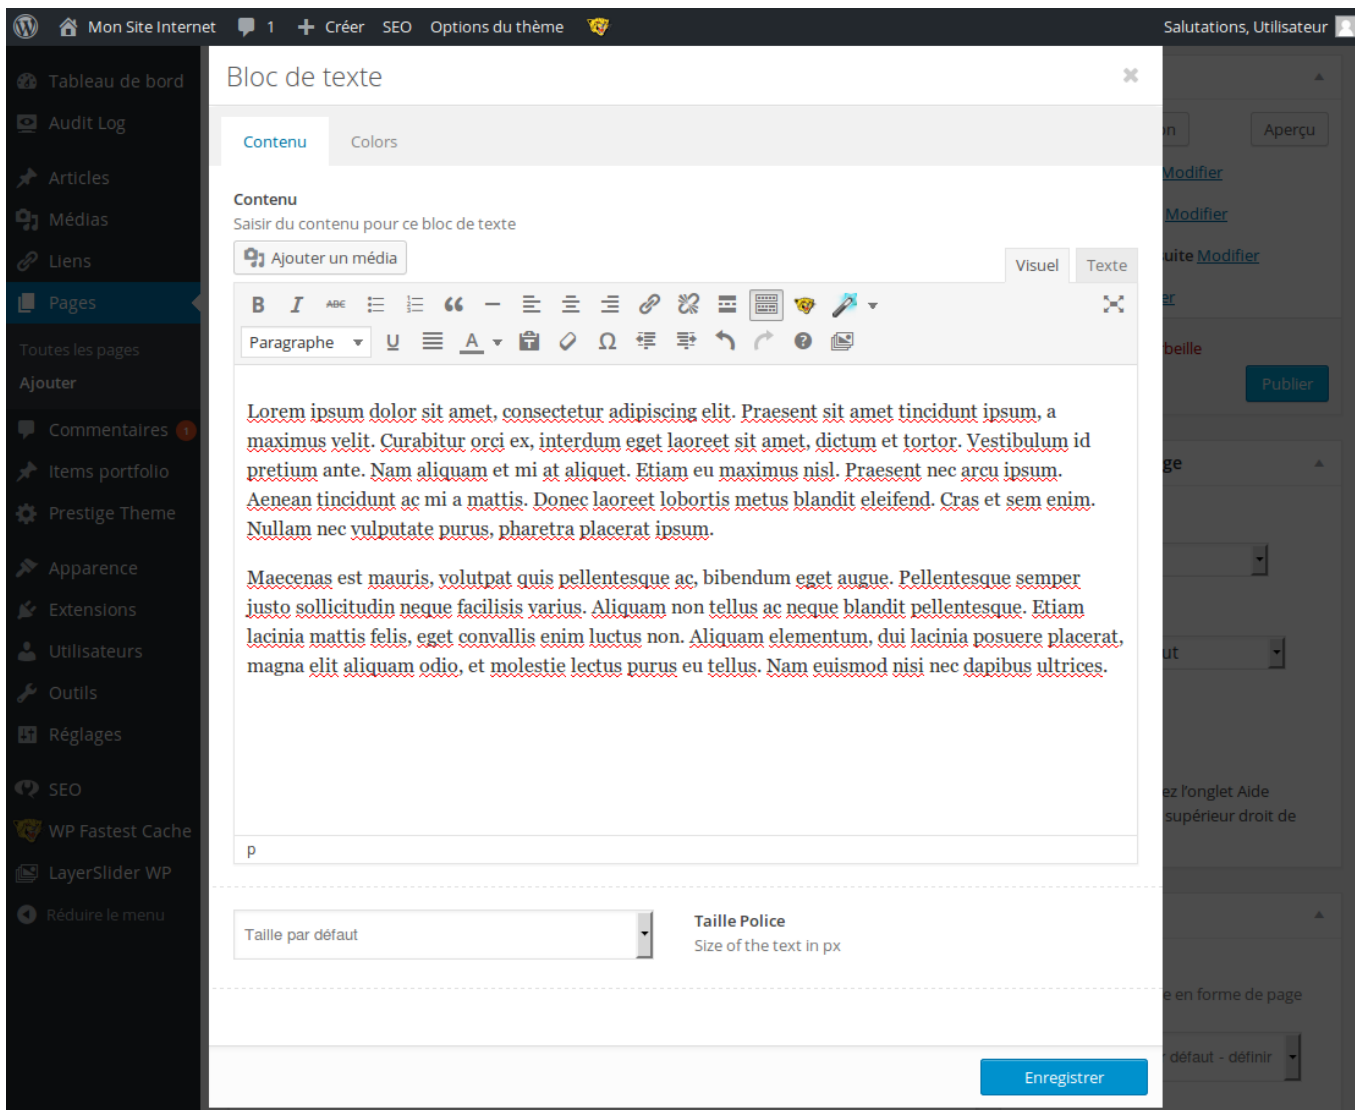 Mon Site Internet 1 Créer SEO Options du thème Salutations, Utilisateur
Tableau de bord
Audit Log
Articles
Médias
Liens
Pages
Toutes les pages
Ajouter
Commentaires 1
Items portfolio
Prestige Theme
Apparence
Extensions
Utilisateurs
Outils
Réglages
SEO
WP Fastest Cache
LayerSlider WP
Réduire le menu
Bloc de texte
Contenu Colors
Contenu
Saisir du contenu pour ce bloc de texte
Ajouter un média
Visuel Texte
B I ABC
Paragraphe U A T Ω
Lorem ipsum dolor sit amet, consectetur adipiscing elit. Praesent sit amet tincidunt ipsum, a
maximus velit. Curabitur orci ex, interdum eget laoreet sit amet, dictum et tortor. Vestibulum id
pretium ante. Nam aliquam et mi at aliquet. Etiam eu maximus nisl. Praesent nec arcu ipsum.
Aenean tincidunt ac mi a mattis. Donec laoreet lobortis metus blandit eleifend. Cras et sem enim.
Nullam nec vulputate purus, pharetra placerat ipsum.
Maecenas est mauris, volutpat quis pellentesque ac, bibendum eget augue. Pellentesque semper
justo sollicitudin neque facilisis varius. Aliquam non tellus ac neque blandit pellentesque. Etiam
lacinia mattis felis, eget convallis enim luctus non. Aliquam elementum, dui lacinia posuere placerat,
magna elit aliquam odio, et molestie lectus purus eu tellus. Nam euismod nisi nec dapibus ultrices.
p
Taille par défaut
Taille Police
Size of the text in px
Enregistrer
on Aperçu
Modifier
Modifier
uite Modifier
er
beille
Publier
ge
ut
ez l'onglet Aide
supérieur droit de
e en forme de page
défaut - définir